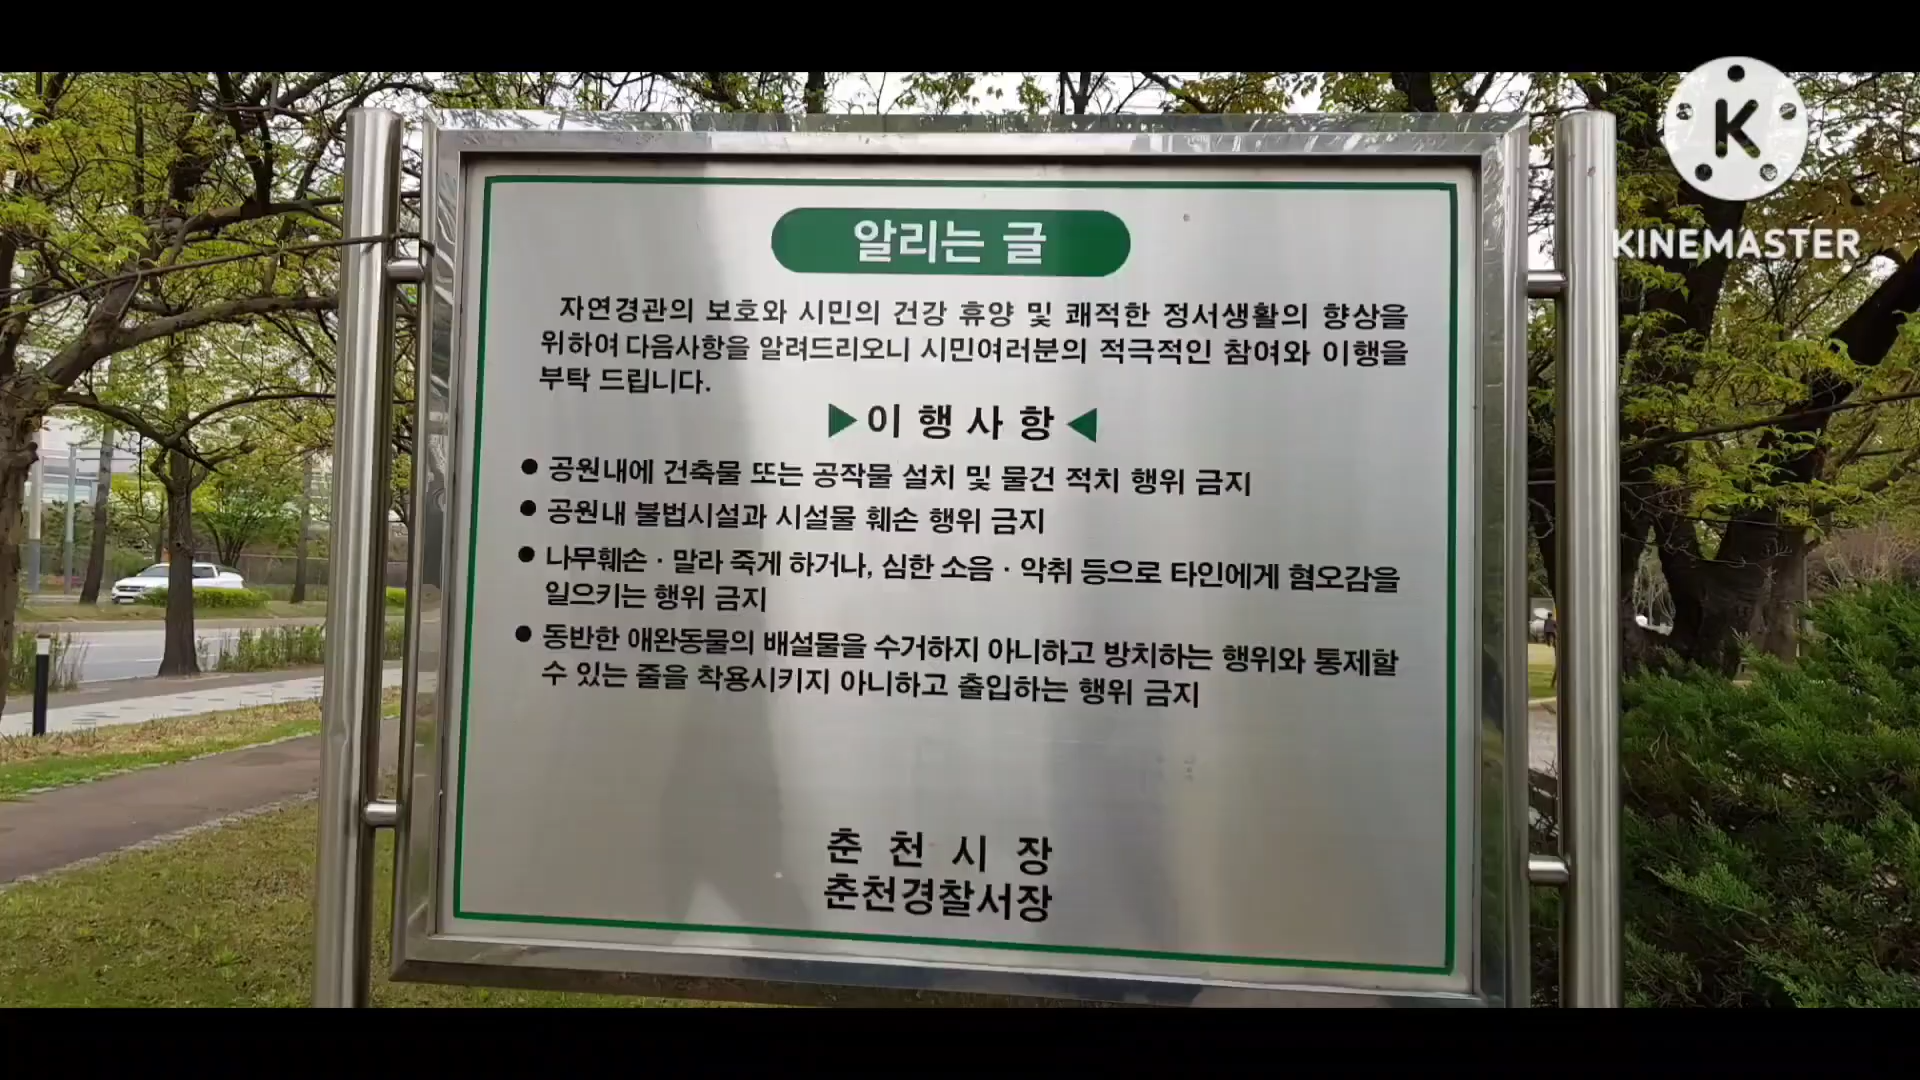 알리는 글
자연경관의 보호와 시민의 건강 휴양 및 쾌적한 정서생활의 향상을
위하여 다음사항을 알려드리오니 시민여러분의 적극적인 참여와 이행을
부탁 드립니다.
▶이 행 사 항◀
● 공원내에 건축물 또는 공작물 설치 및 물건 적치 행위 금지
● 공원내 불법시설과 시설물 훼손 행위 금지
● 나무훼손 · 말라 죽게 하거나, 심한 소음 · 악취 등으로 타인에게 혐오감을
일으키는 행위 금지
● 동반한 애완동물의 배설물을 수거하지 아니하고 방치하는 행위와 통제할
수 있는 줄을 착용시키지 아니하고 출입하는 행위 금지
춘 천 시 장
춘천경찰서장
K
KINEMASTER